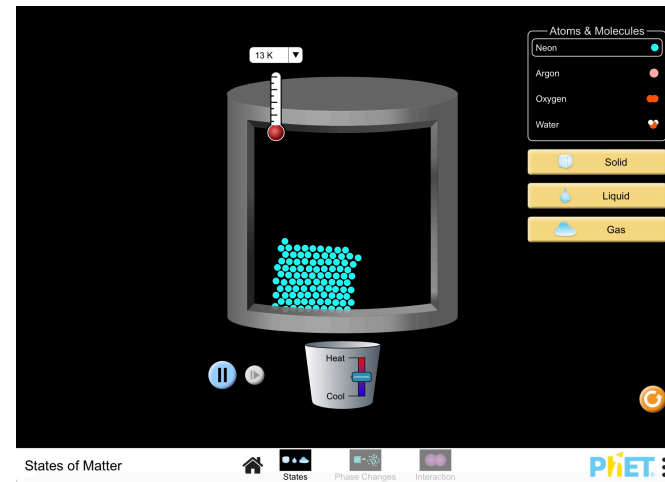 13 K
Atoms & Molecules
Neon
Argon
Oxygen
Water
Solid
Liquid
Gas
Heat
Cool
States of Matter
States
Phase Changes
Interaction
PhET